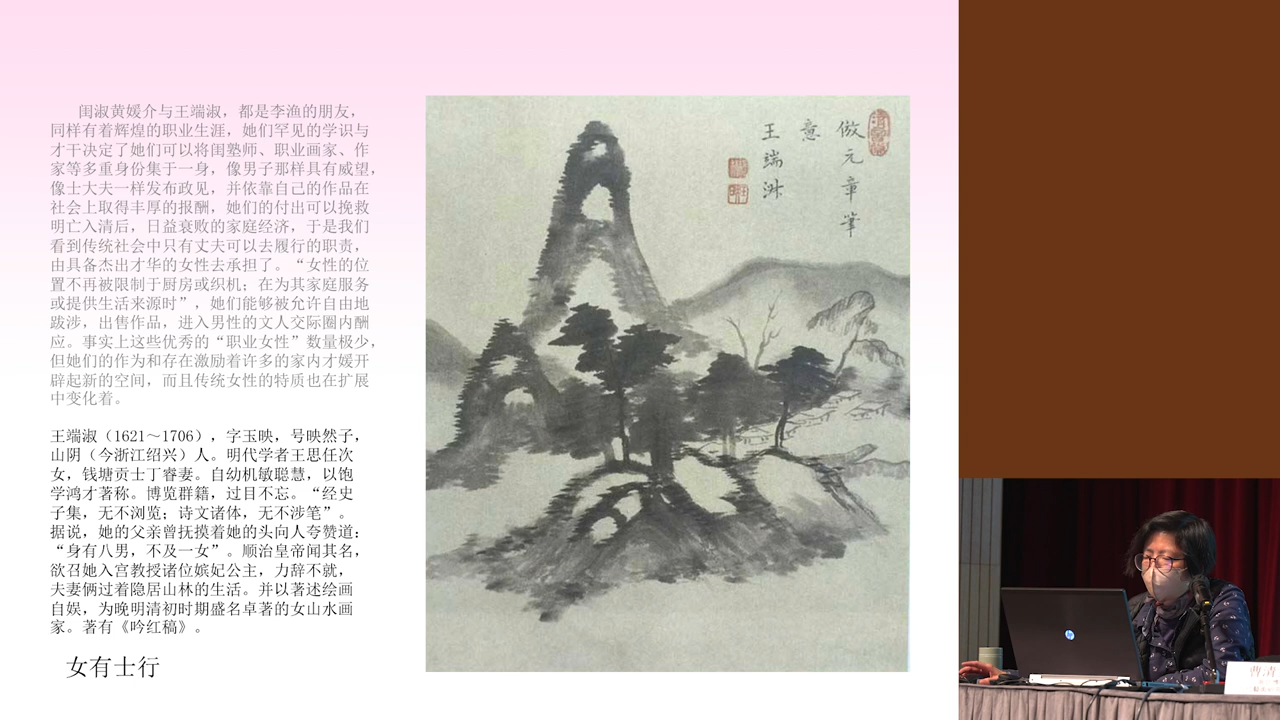 闺淑黄媛介与王端淑，都是李渔的朋友，
同样有着辉煌的职业生涯，她们罕见的学识与
才干决定了她们可以将闺塾师、职业画家、作
家等多重身份集于一身，像男子那样具有威望，
像士大夫一样发布政见，并依靠自己的作品在
社会上取得丰厚的报酬，她们的付出可以挽救
明亡入清后，日益衰败的家庭经济，于是我们
看到传统社会中只有丈夫可以去履行的职责，
由具备杰出才华的女性去承担了。“女性的位
置不再被限制于厨房或织机；在为其家庭服务
或提供生活来源时”，她们能够被允许自由地
跋涉，出售作品，进入男性的文人交际圈内酬
应。事实上这些优秀的“职业女性”数量极少，
但她们的作为和存在激励着许多的家内才媛开
辟起新的空间，而且传统女性的特质也在扩展
中变化着。
王端淑（1621～1706），字玉映，号映然子，
山阴（今浙江绍兴）人。明代学者王思任次
女，钱塘贡士丁睿妻。自幼机敏聪慧，以饱
学鸿才著称。博览群籍，过目不忘。“经史
子集，无不浏览；诗文诸体，无不涉笔”。
据说，她的父亲曾抚摸着她的头向人夸赞道：
“身有八男，不及一女”。顺治皇帝闻其名，
欲召她入宫教授诸位嫔妃公主，力辞不就，
夫妻俩过着隐居山林的生活。并以著述绘画
自娱，为晚明清初时期盛名卓著的女山水画
家。著有《吟红稿》。
女有士行
倣元章筆
意
王端淑
hp